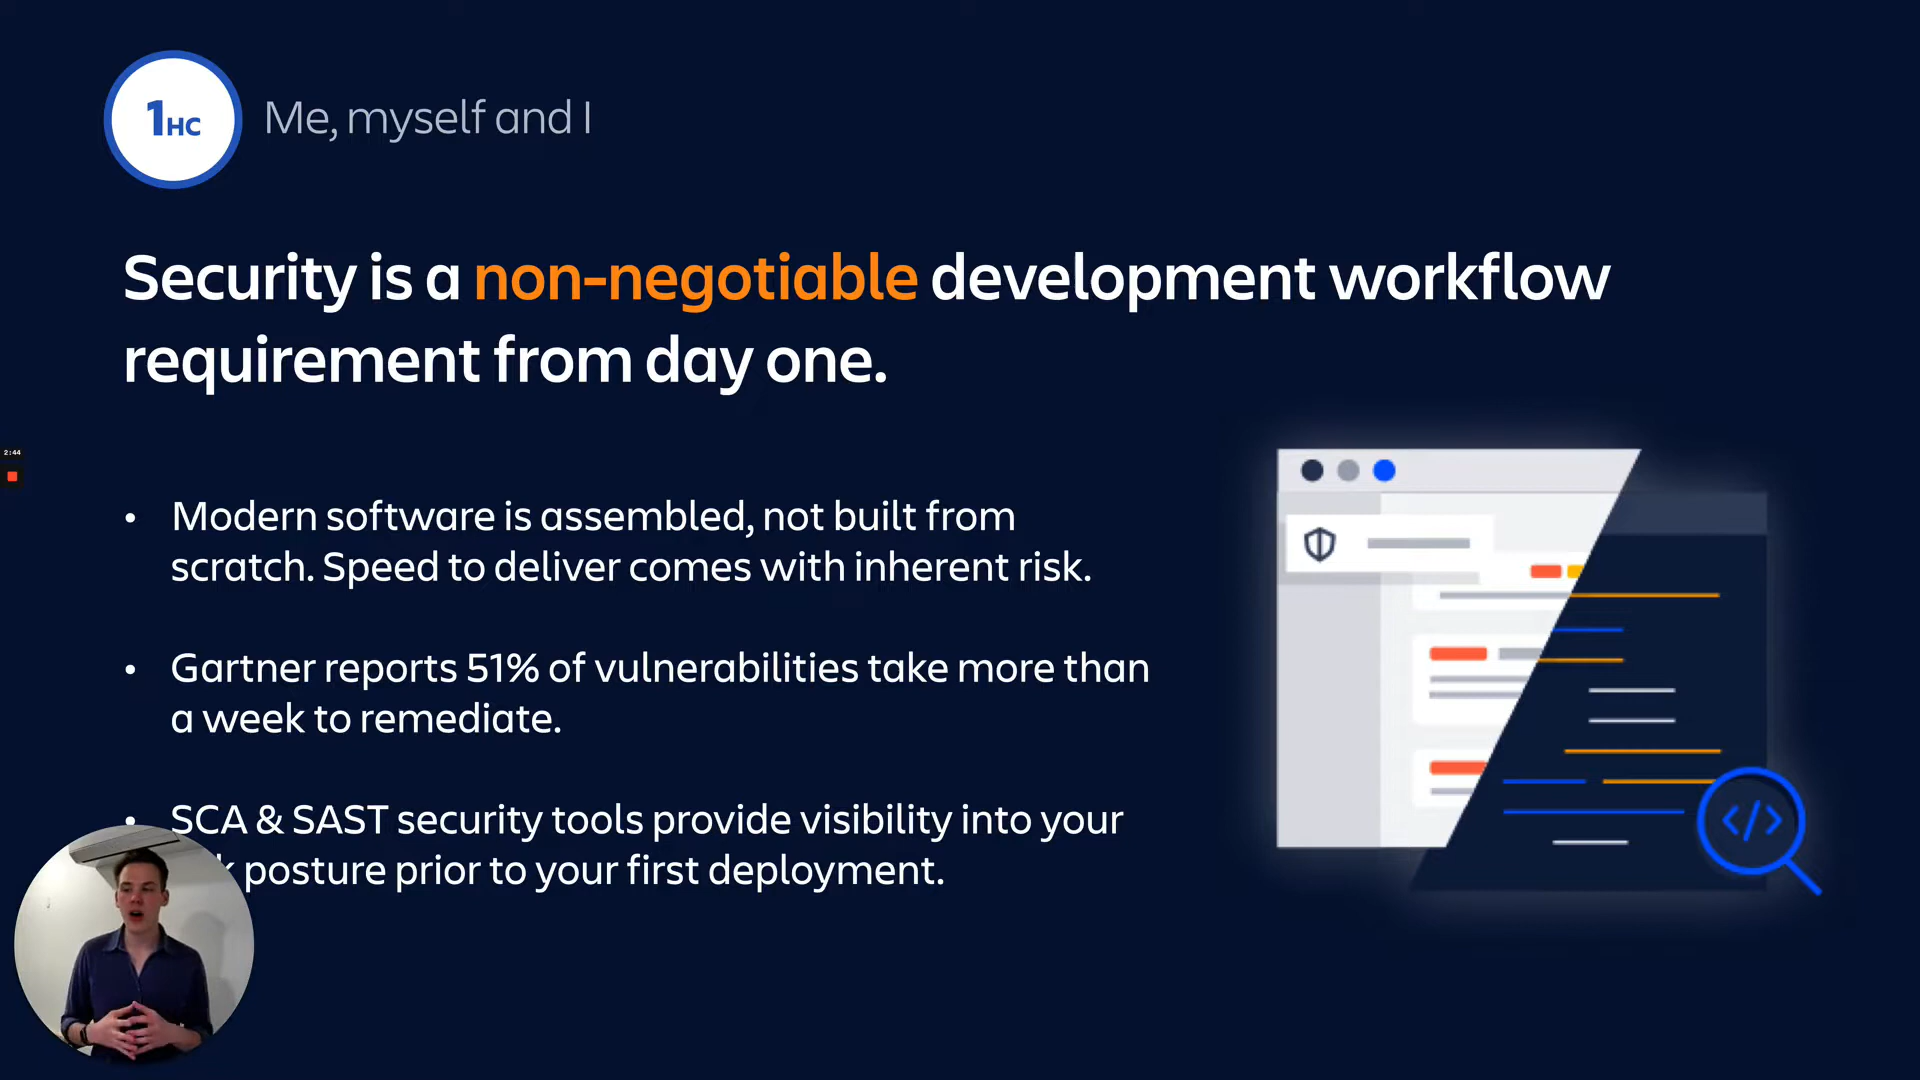 1HC
Me, myself and I
Security is a non-negotiable development workflow
requirement from day one.
2:44
• Modern software is assembled, not built from
scratch. Speed to deliver comes with inherent risk.
• Gartner reports 51% of vulnerabilities take more than
a week to remediate.
• SCA & SAST security tools provide visibility into your
posture prior to your first deployment.